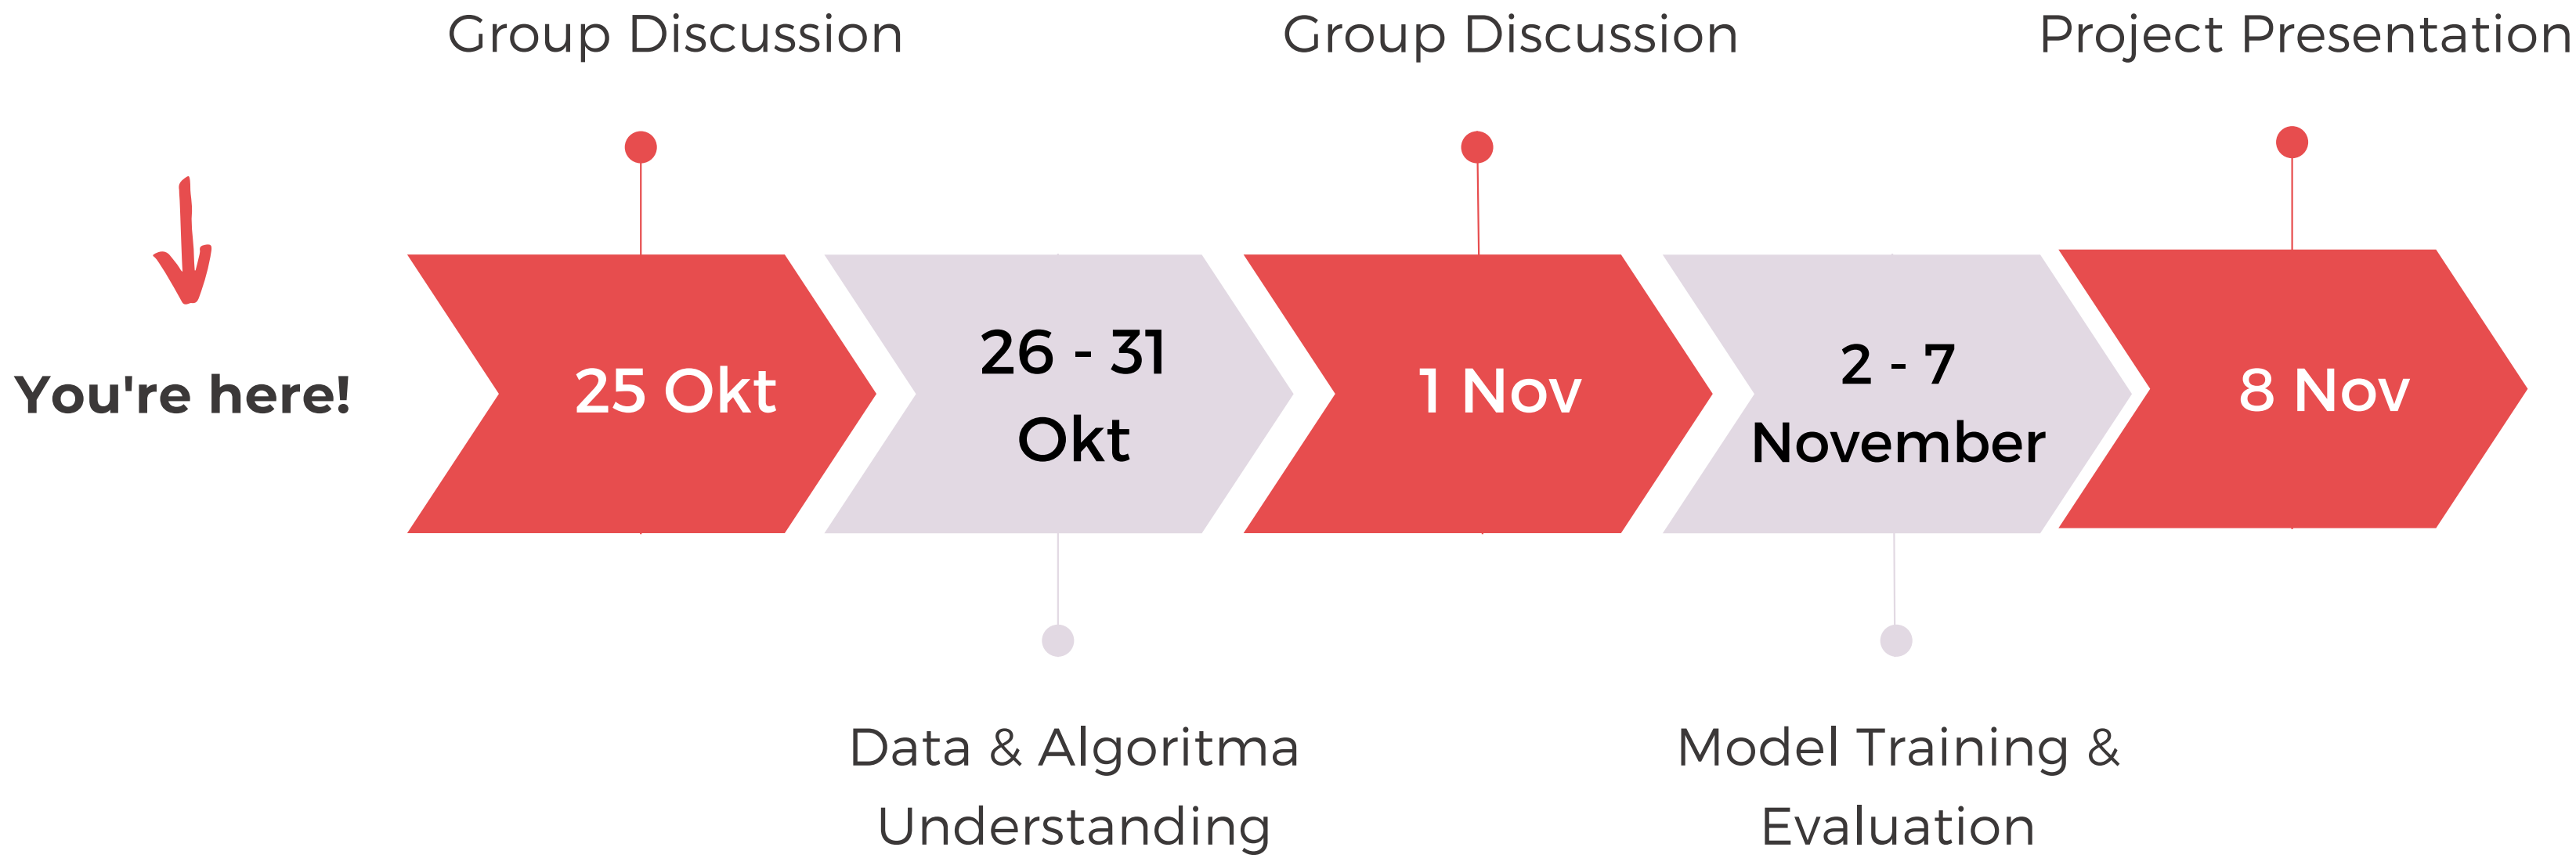 Group Discussion
Group Discussion
Project Presentation
You're here!
25 Okt
26 - 31
Okt
1 Nov
2 - 7
November
8 Nov
Data & Algoritma
Understanding
Model Training &
Evaluation